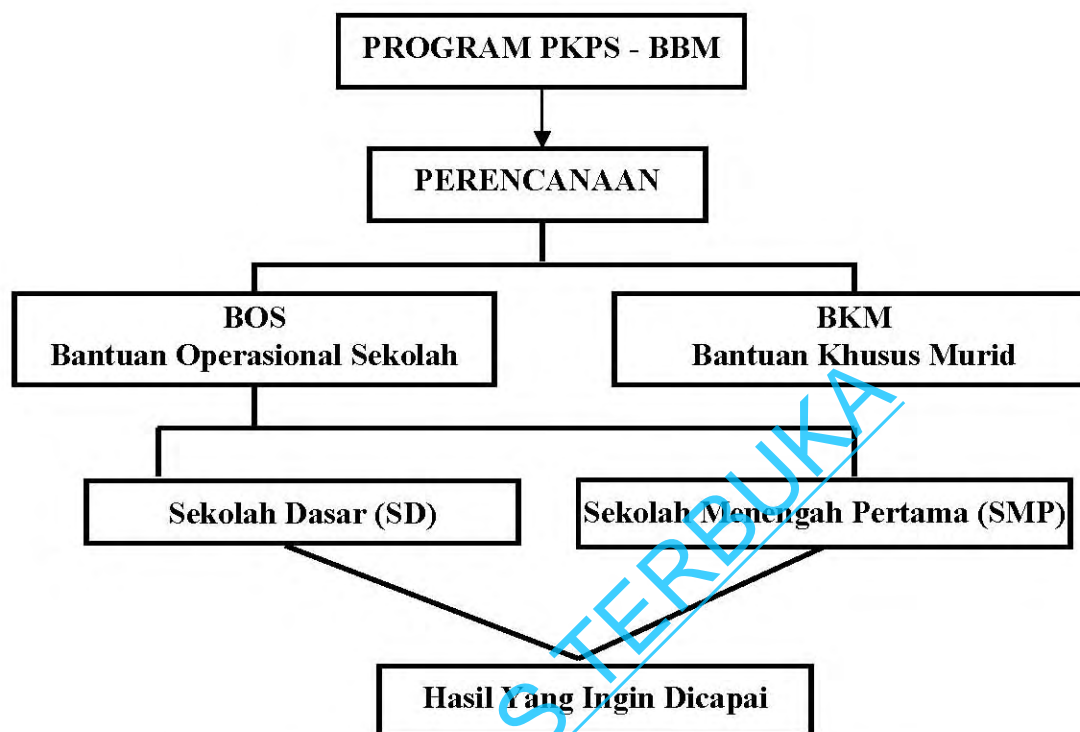 PROGRAM PKPS - BBM
PERENCANAAN
BOS
Bantuan Operasional Sekolah
BKM
Bantuan Khusus Murid
Sekolah Dasar (SD)
Sekolah Menengah Pertama (SMP)
Hasil Yang Ingin Dicapai
S TERBUKA